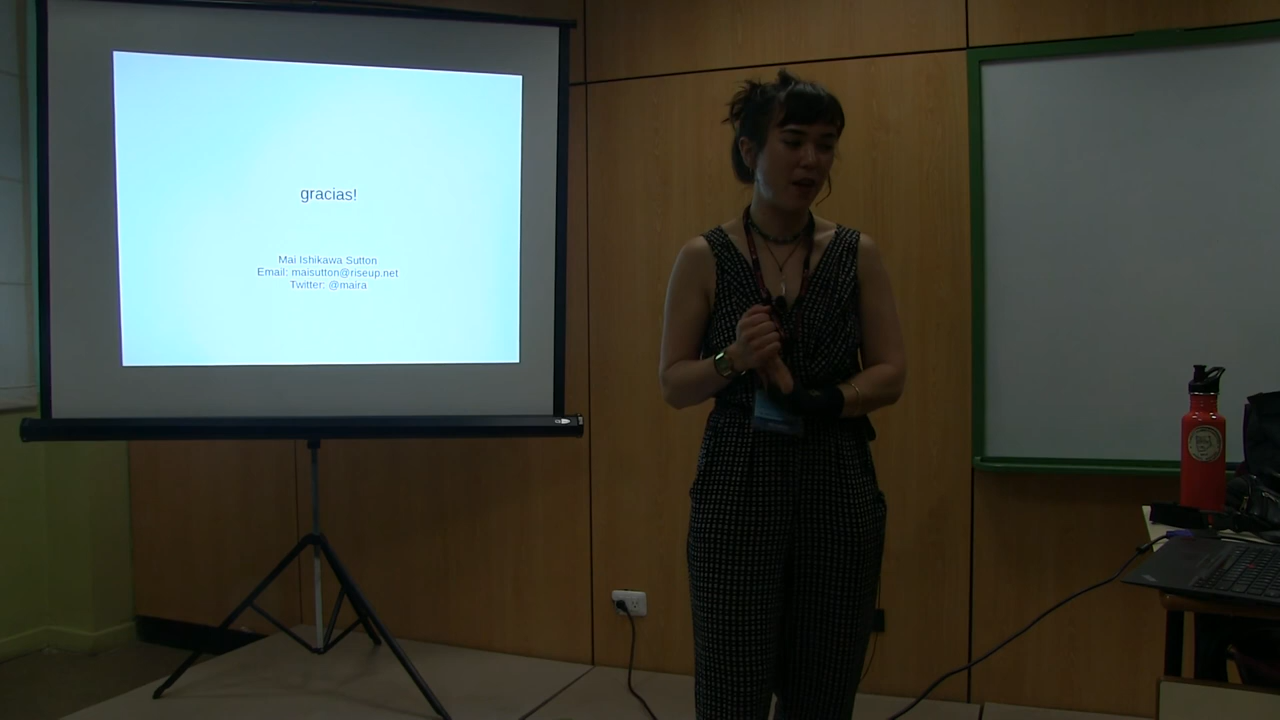 gracias!
Mai Ishikawa Sutton
Email: maisutton@riseup.net
Twitter: @maira